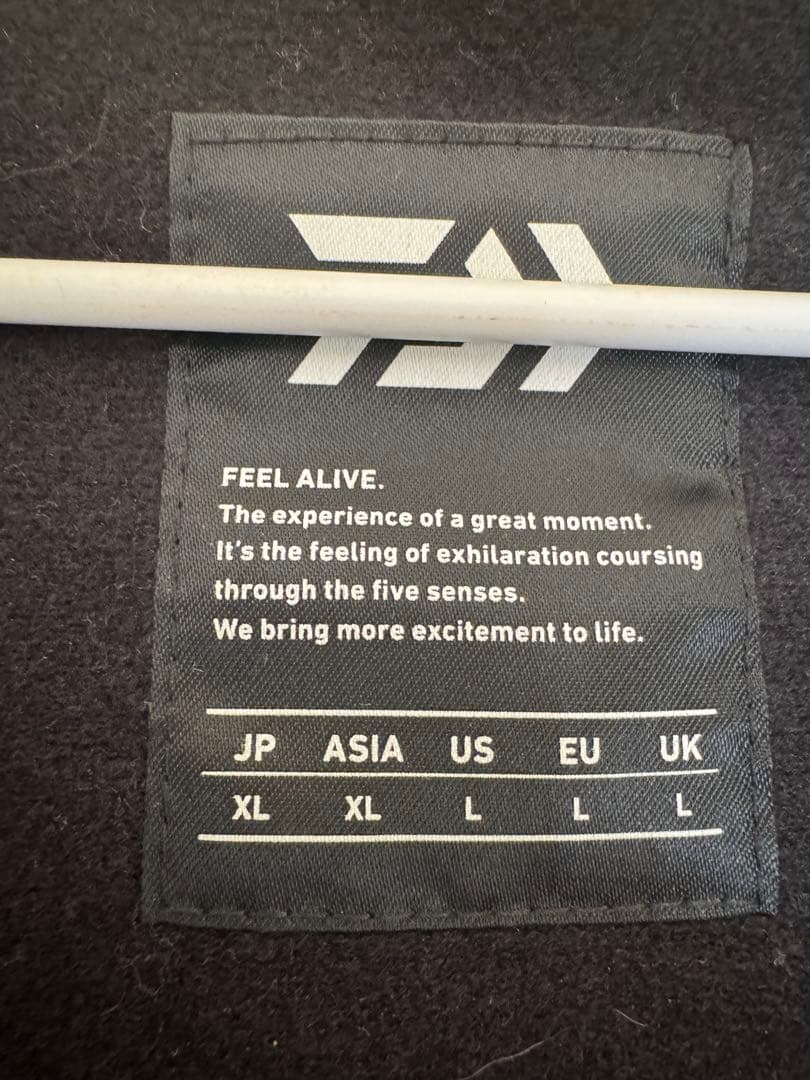 FEEL ALIVE.
The experience of a great moment.
It's the feeling of exhilaration coursing
through the five senses.
We bring more excitement to life.
JP ASIA US EU UK
XL XL L L L